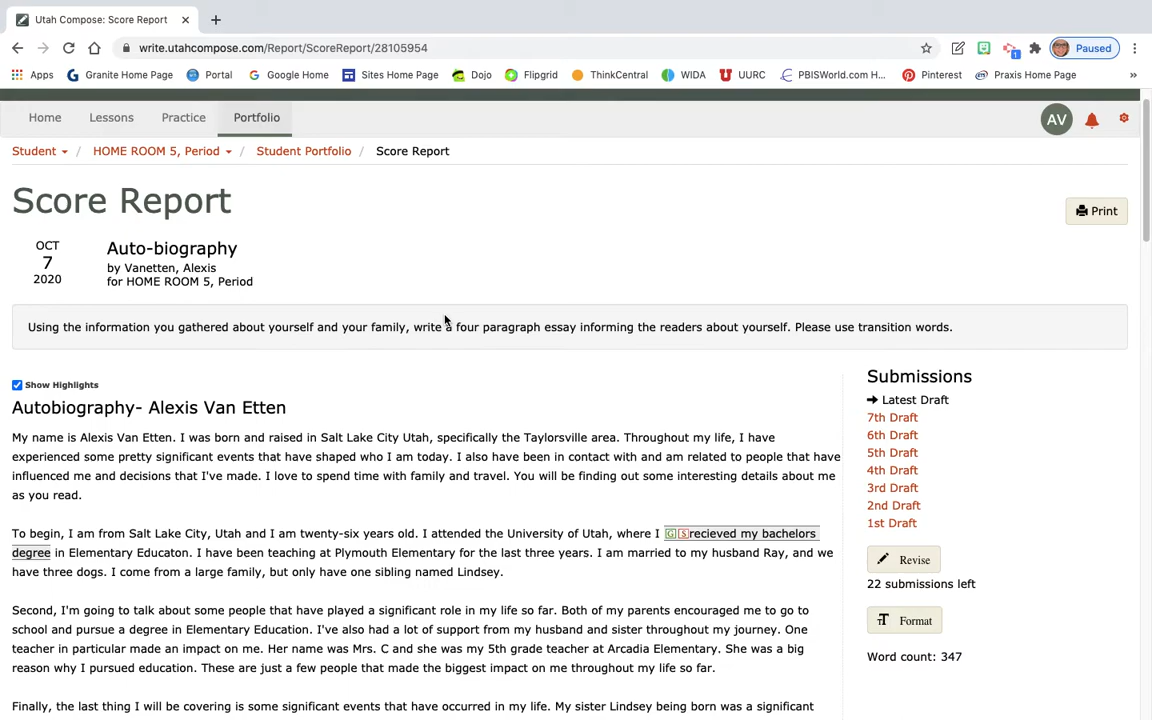 Utah Compose: Score Report
write.utahcompose.com/Report/ScoreReport/28105954
Paused
Apps
Granite Home Page
Portal
Google Home
Sites Home Page
Dojo
Flipgrid
ThinkCentral
WIDA
UURC
PBISWorld.com H...
Pinterest
Praxis Home Page
»
Home
Lessons
Practice
Portfolio
AV
Student / HOME ROOM 5, Period / Student Portfolio / Score Report
Score Report
Print
OCT
7
2020
Auto-biography
by Vanetten, Alexis
for HOME ROOM 5, Period
Using the information you gathered about yourself and your family, write a four paragraph essay informing the readers about yourself. Please use transition words.
Show Highlights
Autobiography- Alexis Van Etten
My name is Alexis Van Etten. I was born and raised in Salt Lake City Utah, specifically the Taylorsville area. Throughout my life, I have
experienced some pretty significant events that have shaped who I am today. I also have been in contact with and am related to people that have
influenced me and decisions that I've made. I love to spend time with family and travel. You will be finding out some interesting details about me
as you read.
To begin, I am from Salt Lake City, Utah and I am twenty-six years old. I attended the University of Utah, where I G S recieved my bachelors
degree in Elementary Educaton. I have been teaching at Plymouth Elementary for the last three years. I am married to my husband Ray, and we
have three dogs. I come from a large family, but only have one sibling named Lindsey.
Second, I'm going to talk about some people that have played a significant role in my life so far. Both of my parents encouraged me to go to
school and pursue a degree in Elementary Education. I've also had a lot of support from my husband and sister throughout my journey. One
teacher in particular made an impact on me. Her name was Mrs. C and she was my 5th grade teacher at Arcadia Elementary. She was a big
reason why I pursued education. These are just a few people that made the biggest impact on me throughout my life so far.
Finally, the last thing I will be covering is some significant events that have occurred in my life. My sister Lindsey being born was a significant
Submissions
Latest Draft
7th Draft
6th Draft
5th Draft
4th Draft
3rd Draft
2nd Draft
1st Draft
Revise
22 submissions left
Format
Word count: 347